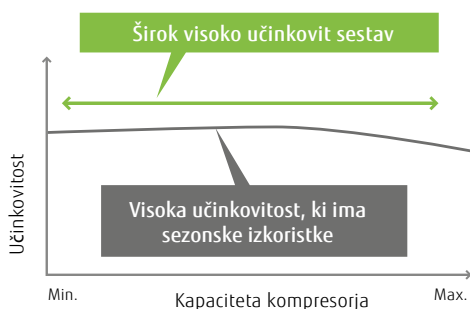 Širok visoko učinkovit sestav
Učinkovitost
Visoka učinkovitost, ki ima
sezonske izkoristke
Min.
Kapaciteta kompresorja
Max.